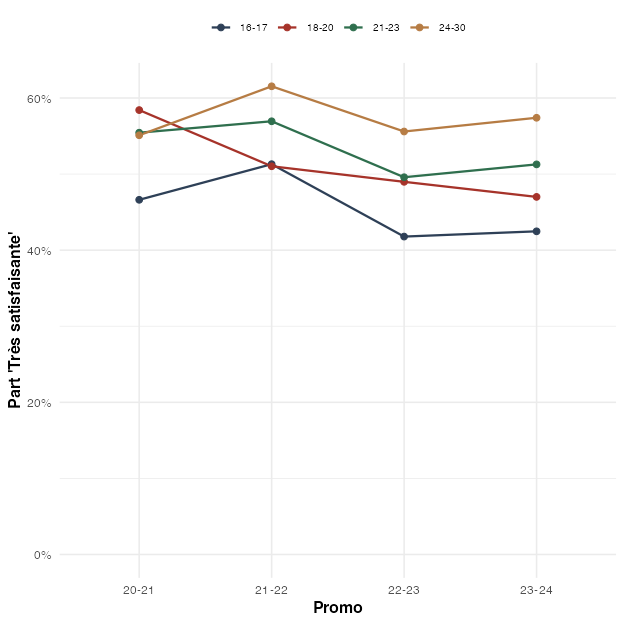 16-17 18-20 21-23 24-30
60%
40%
20%
0%
Part 'Très satisfaisante'
20-21 21-22 22-23 23-24
Promo